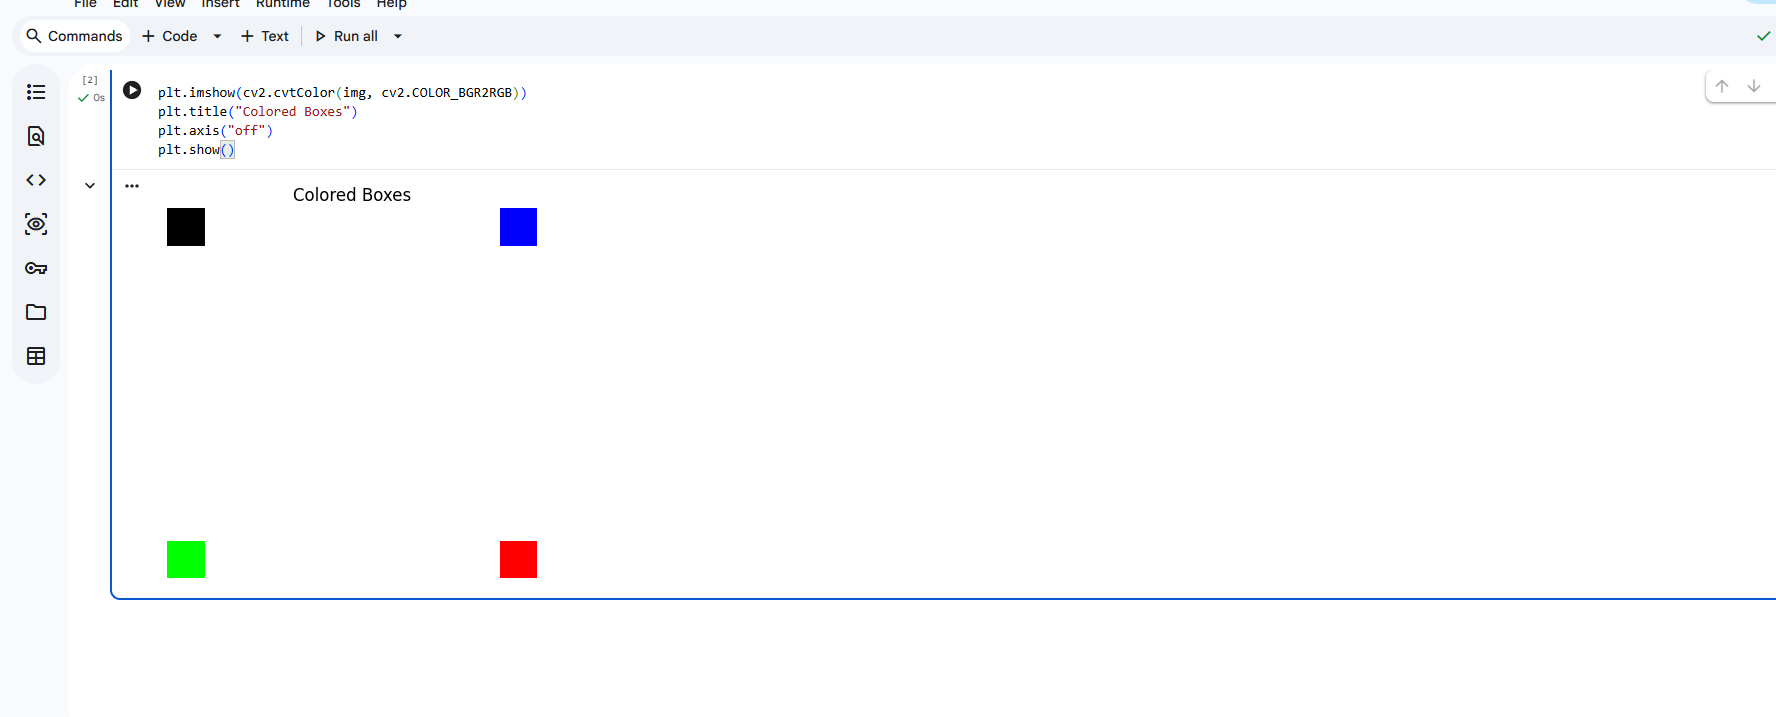 File Edit View Insert Runtime Tools Help
Commands + Code + Text Run all
[2]
0s
plt.imshow(cv2.cvtColor(img, cv2.COLOR_BGR2RGB))
plt.title("Colored Boxes")
plt.axis("off")
plt.show()
Colored Boxes